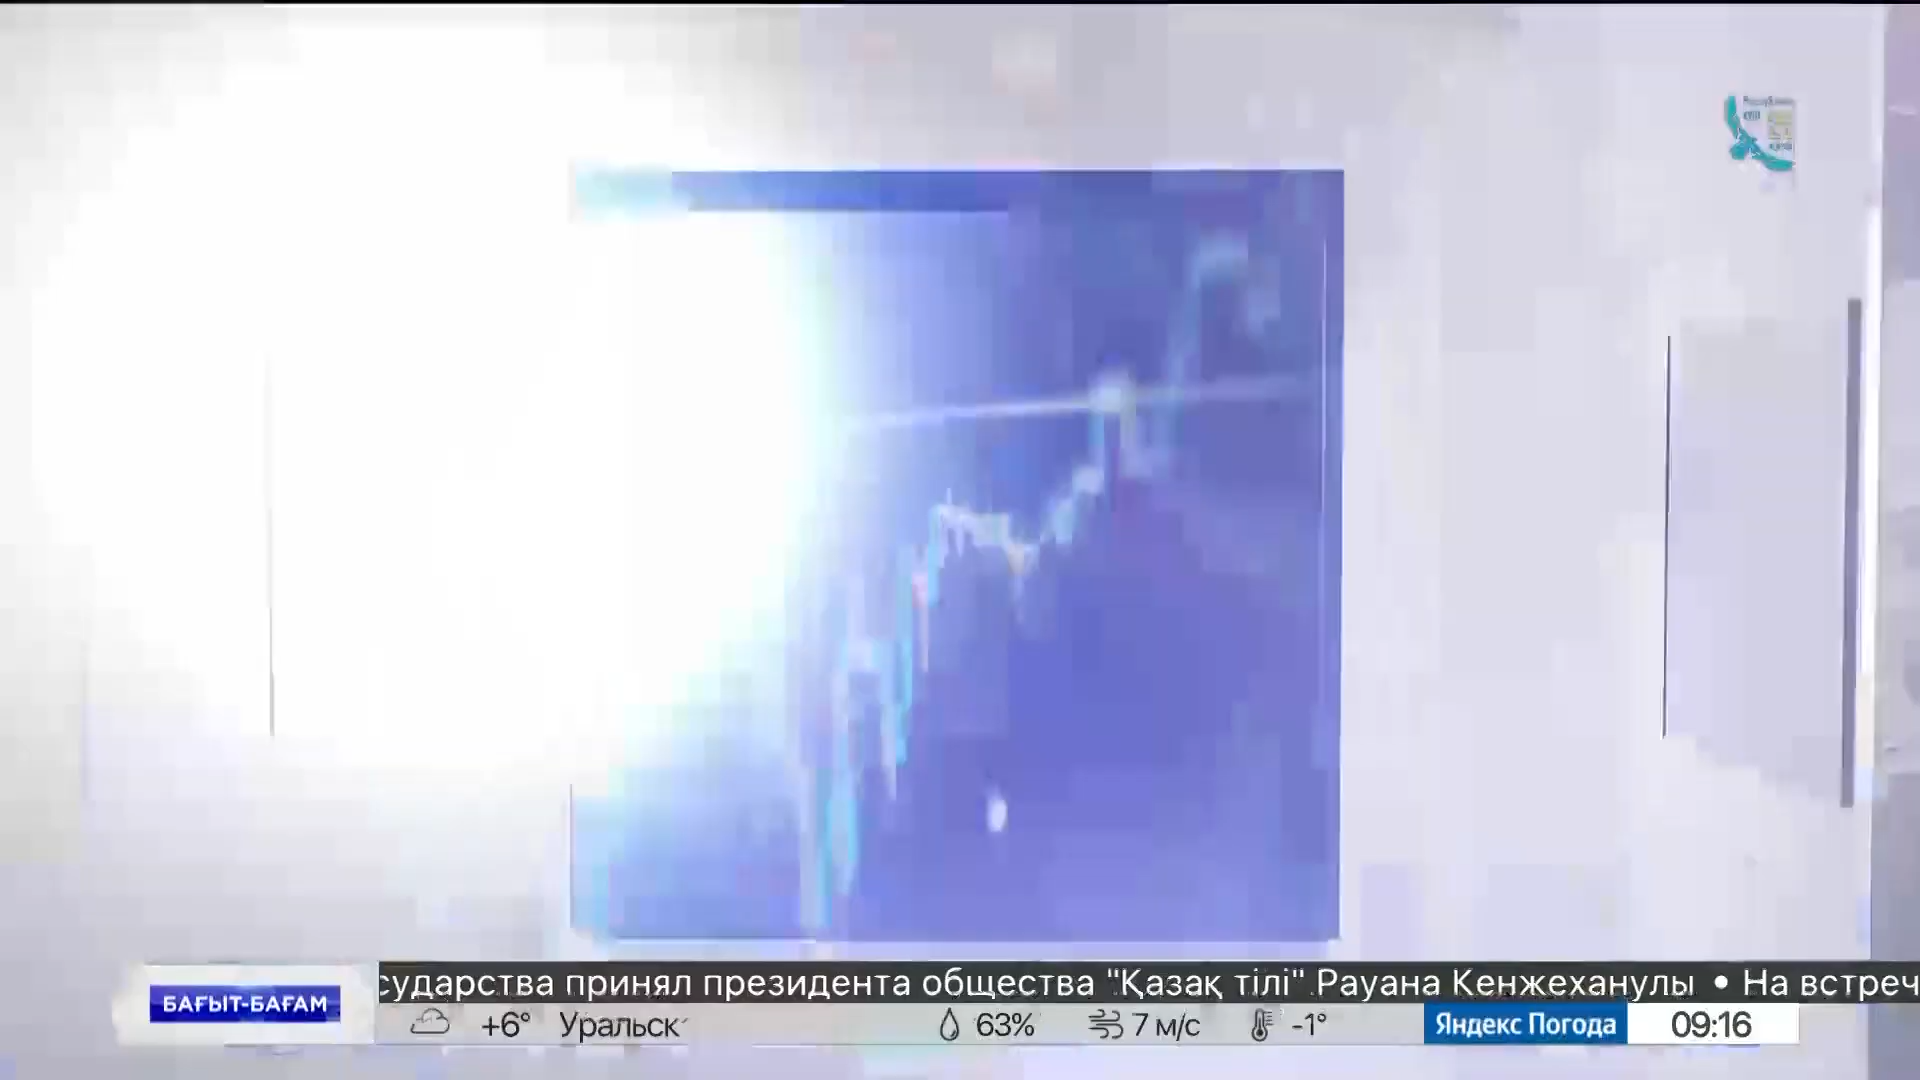 сударства принял президента общества "Қазақ тілі" Рауана Кенжеханулы • На встреч
БАҒЫТ-БАҒАМ
+6° Уральск 63% 7 м/с -1° Яндекс Погода 09:16